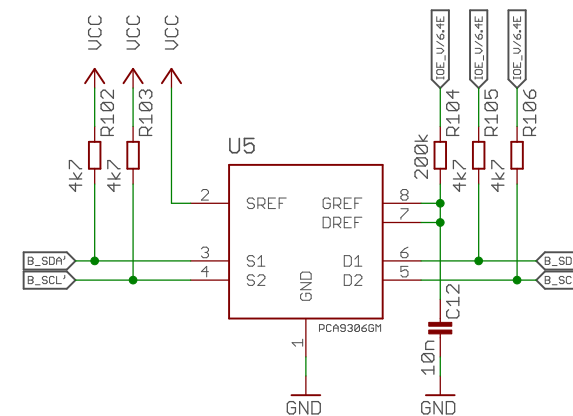 VCC
VCC
VCC
IOE_V/6.4E
IOE_V/6.4E
IOE_V/6.4E
R102
R103
R104
R105
R106
4k7
4k7
200k
4k7
4k7
U5
2
SREF
GREF
8
DREF
7
B_SDA'
3
S1
D1
6
B_SD
B_SCL'
4
S2
D2
5
B_SC
GND
PCA9306GM
1
C12
10n
GND
GND